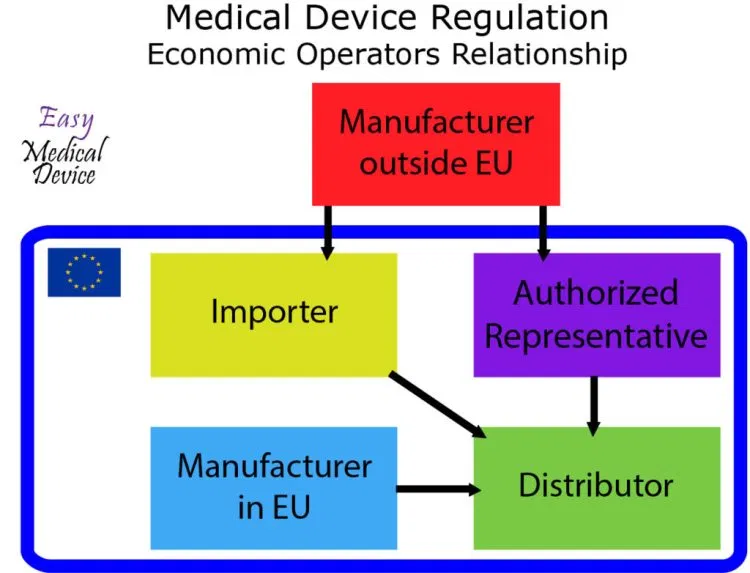 Medical Device Regulation
Economic Operators Relationship
Easy
Medical
Device
Manufacturer
outside EU
Importer
Authorized
Representative
Manufacturer
in EU
Distributor